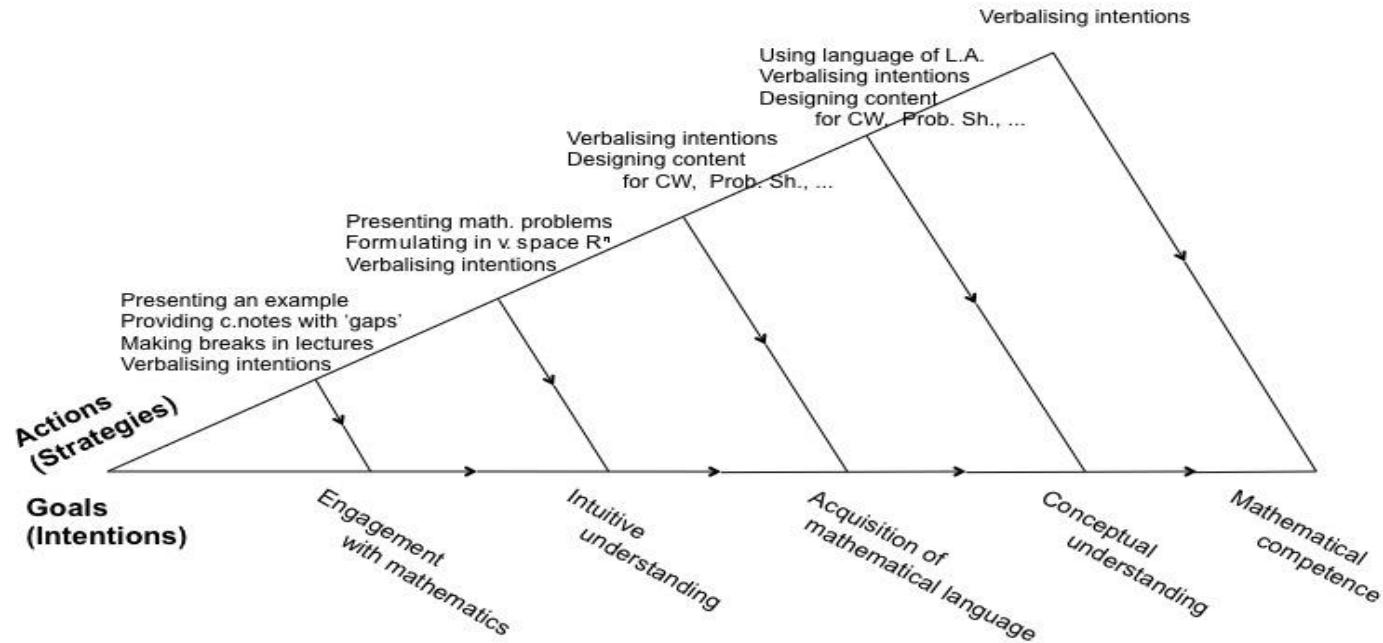 Verbalising intentions
Using language of L.A.
Verbalising intentions
Designing content
for CW, Prob. Sh., ...
Verbalising intentions
Designing content
for CW, Prob. Sh., ...
Presenting math. problems
Formulating in v. space Rⁿ
Verbalising intentions
Presenting an example
Providing c.notes with ‘gaps’
Making breaks in lectures
Verbalising intentions
Actions
(Strategies)
Goals
(Intentions)
Engagement
with mathematics
Intuitive
understanding
Acquisition of
mathematical language
Conceptual
understanding
Mathematical
competence